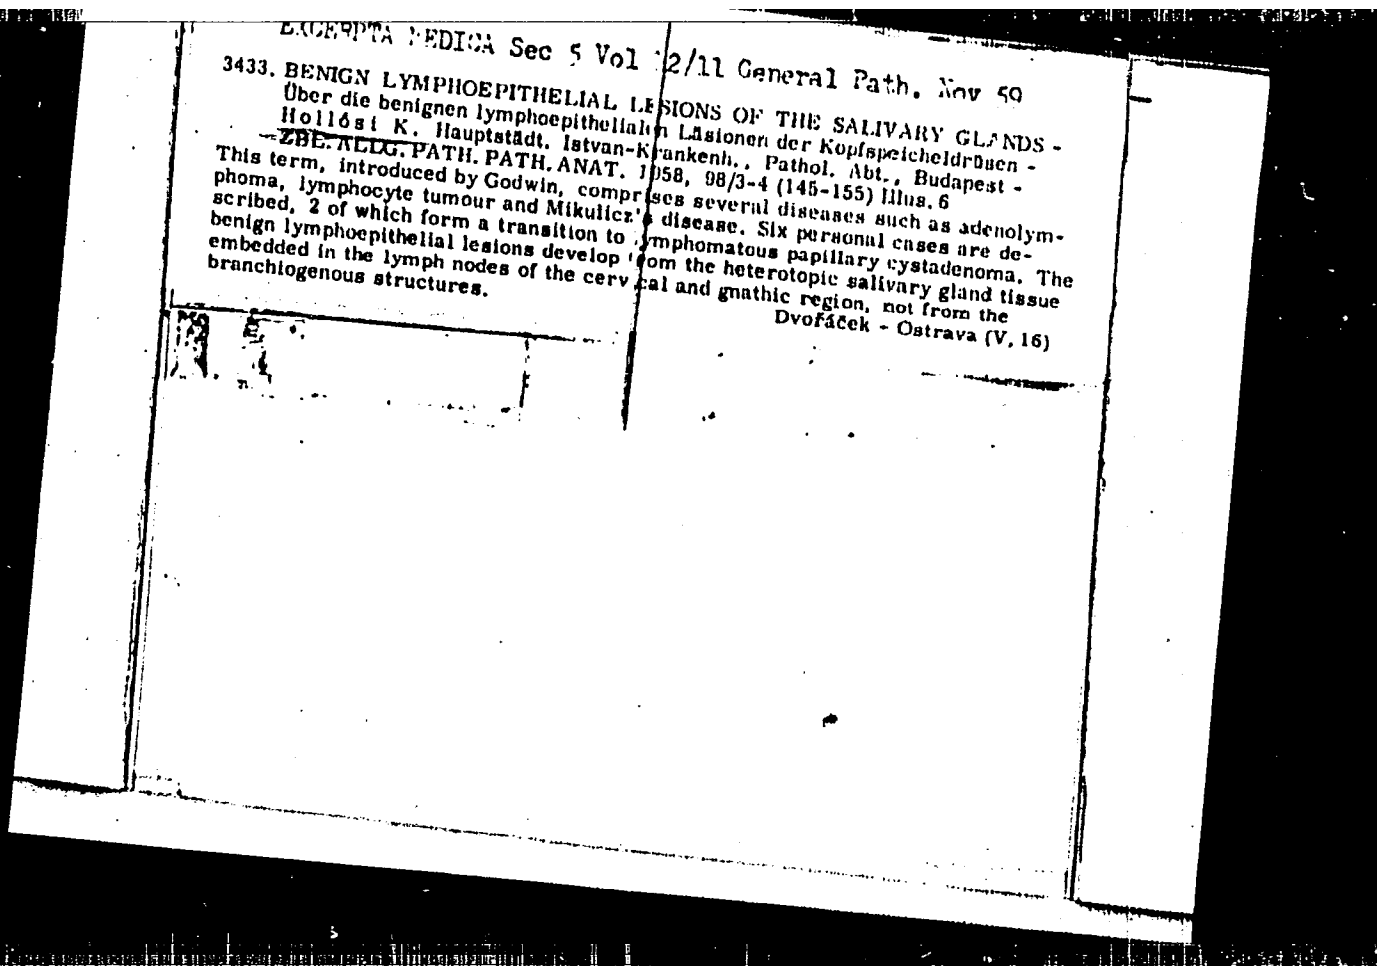 EXCERPTA MEDICA Sec 5 Vol 12/11 General Path. Nov 59
3433. BENIGN LYMPHOEPITHELIAL LESIONS OF THE SALIVARY GLANDS -
Über die benignen lymphoepithelialen Läsionen der Kopfspeicheldrüsen -
Hollósi K. Hauptstädt. Istvan-Krankenh., Pathol. Abt., Budapest -
ZBL. ALLG. PATH. PATH. ANAT. 1958, 98/3-4 (145-155) Illus. 6
This term, introduced by Godwin, comprises several diseases such as adenolym-
phoma, lymphocyte tumour and Mikulicz's disease. Six personal cases are de-
scribed, 2 of which form a transition to lymphomatous papillary cystadenoma. The
benign lymphoepithelial lesions develop from the heterotopic salivary gland tissue
embedded in the lymph nodes of the cervical and gnathic region, not from the
branchiogenous structures.
Dvořáček - Ostrava (V, 16)